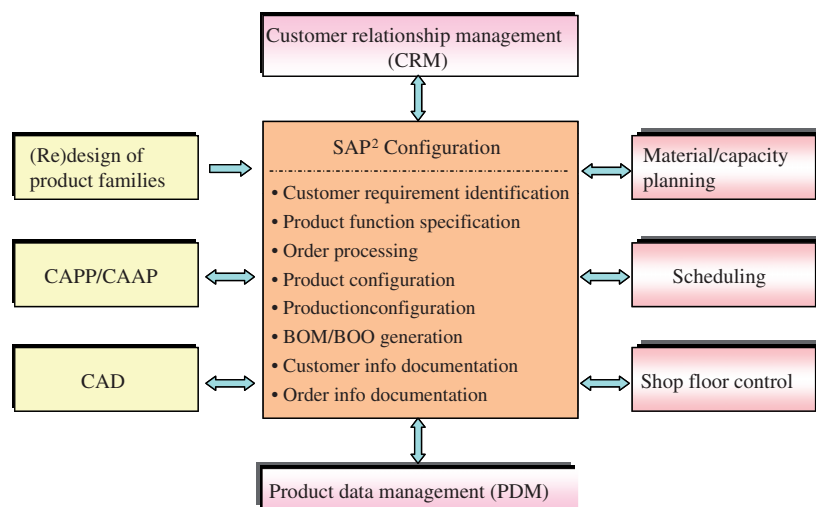 Customer relationship management
(CRM)
(Re)design of
product families
CAPP/CAAP
CAD
SAP² Configuration
• Customer requirement identification
• Product function specification
• Order processing
• Product configuration
• Productionconfiguration
• BOM/BOO generation
• Customer info documentation
• Order info documentation
Material/capacity
planning
Scheduling
Shop floor control
Product data management (PDM)